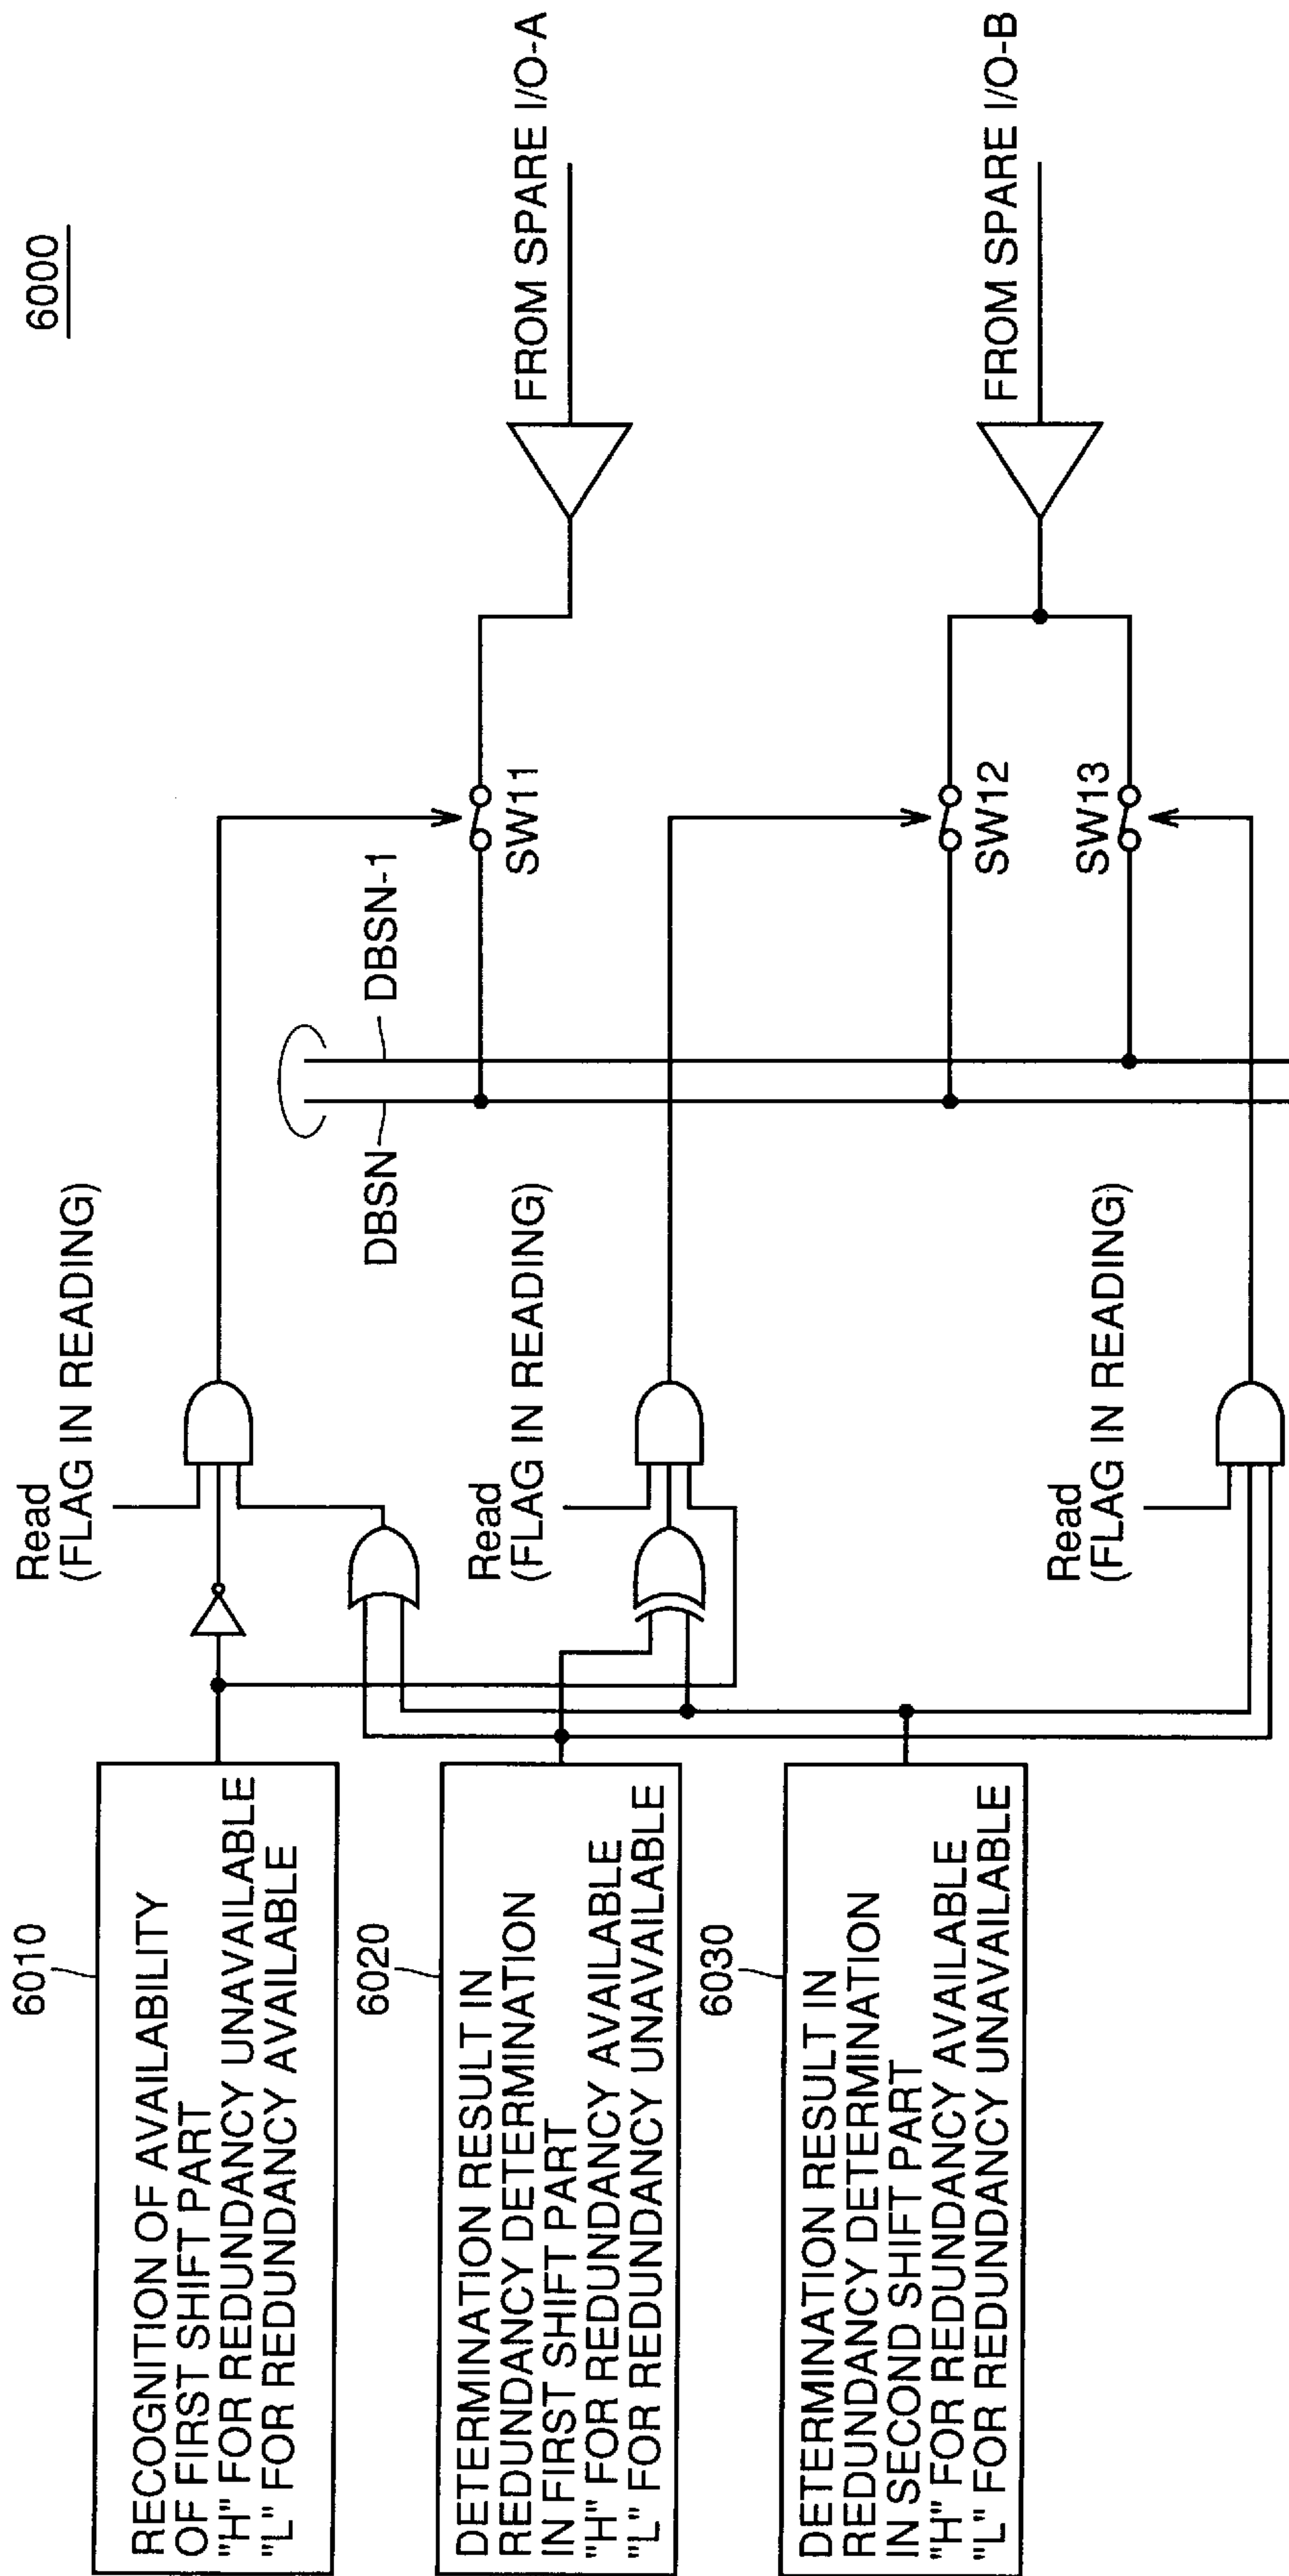 6000
6010
RECOGNITION OF AVAILABILITY
OF FIRST SHIFT PART
"H" FOR REDUNDANCY UNAVAILABLE
"L" FOR REDUNDANCY AVAILABLE
Read
(FLAG IN READING)
DBSN
DBSN-1
SW11
FROM SPARE I/O-A
6020
DETERMINATION RESULT IN
REDUNDANCY DETERMINATION
IN FIRST SHIFT PART
"H" FOR REDUNDANCY AVAILABLE
"L" FOR REDUNDANCY UNAVAILABLE
Read
(FLAG IN READING)
SW12
FROM SPARE I/O-B
6030
DETERMINATION RESULT IN
REDUNDANCY DETERMINATION
IN SECOND SHIFT PART
"H" FOR REDUNDANCY AVAILABLE
"L" FOR REDUNDANCY UNAVAILABLE
Read
(FLAG IN READING)
SW13